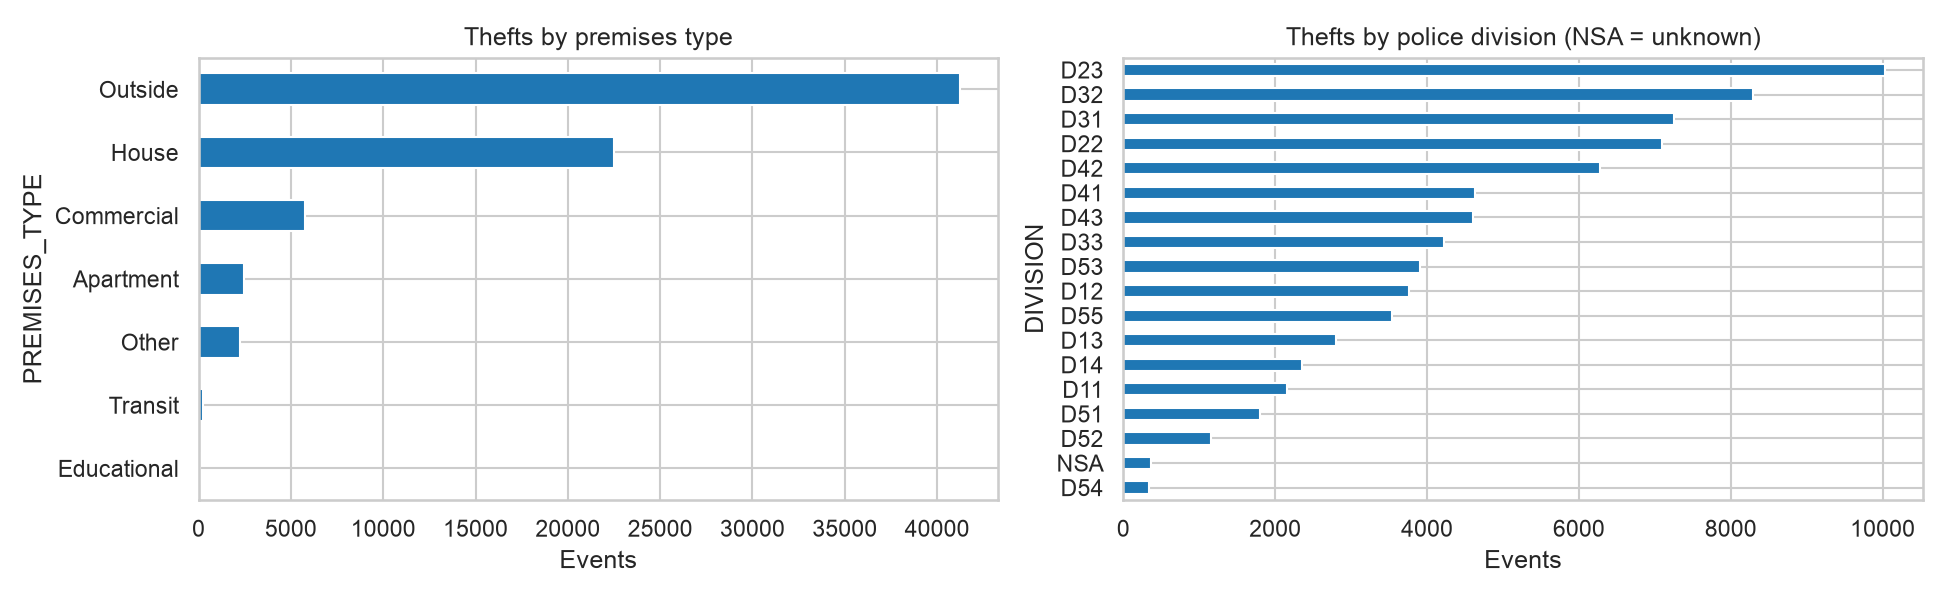 Thefts by premises type
PREMISES_TYPE
Outside
House
Commercial
Apartment
Other
Transit
Educational
0 5000 10000 15000 20000 25000 30000 35000 40000
Events
Thefts by police division (NSA = unknown)
DIVISION
D23
D32
D31
D22
D42
D41
D43
D33
D53
D12
D55
D13
D14
D11
D51
D52
NSA
D54
0 2000 4000 6000 8000 10000
Events